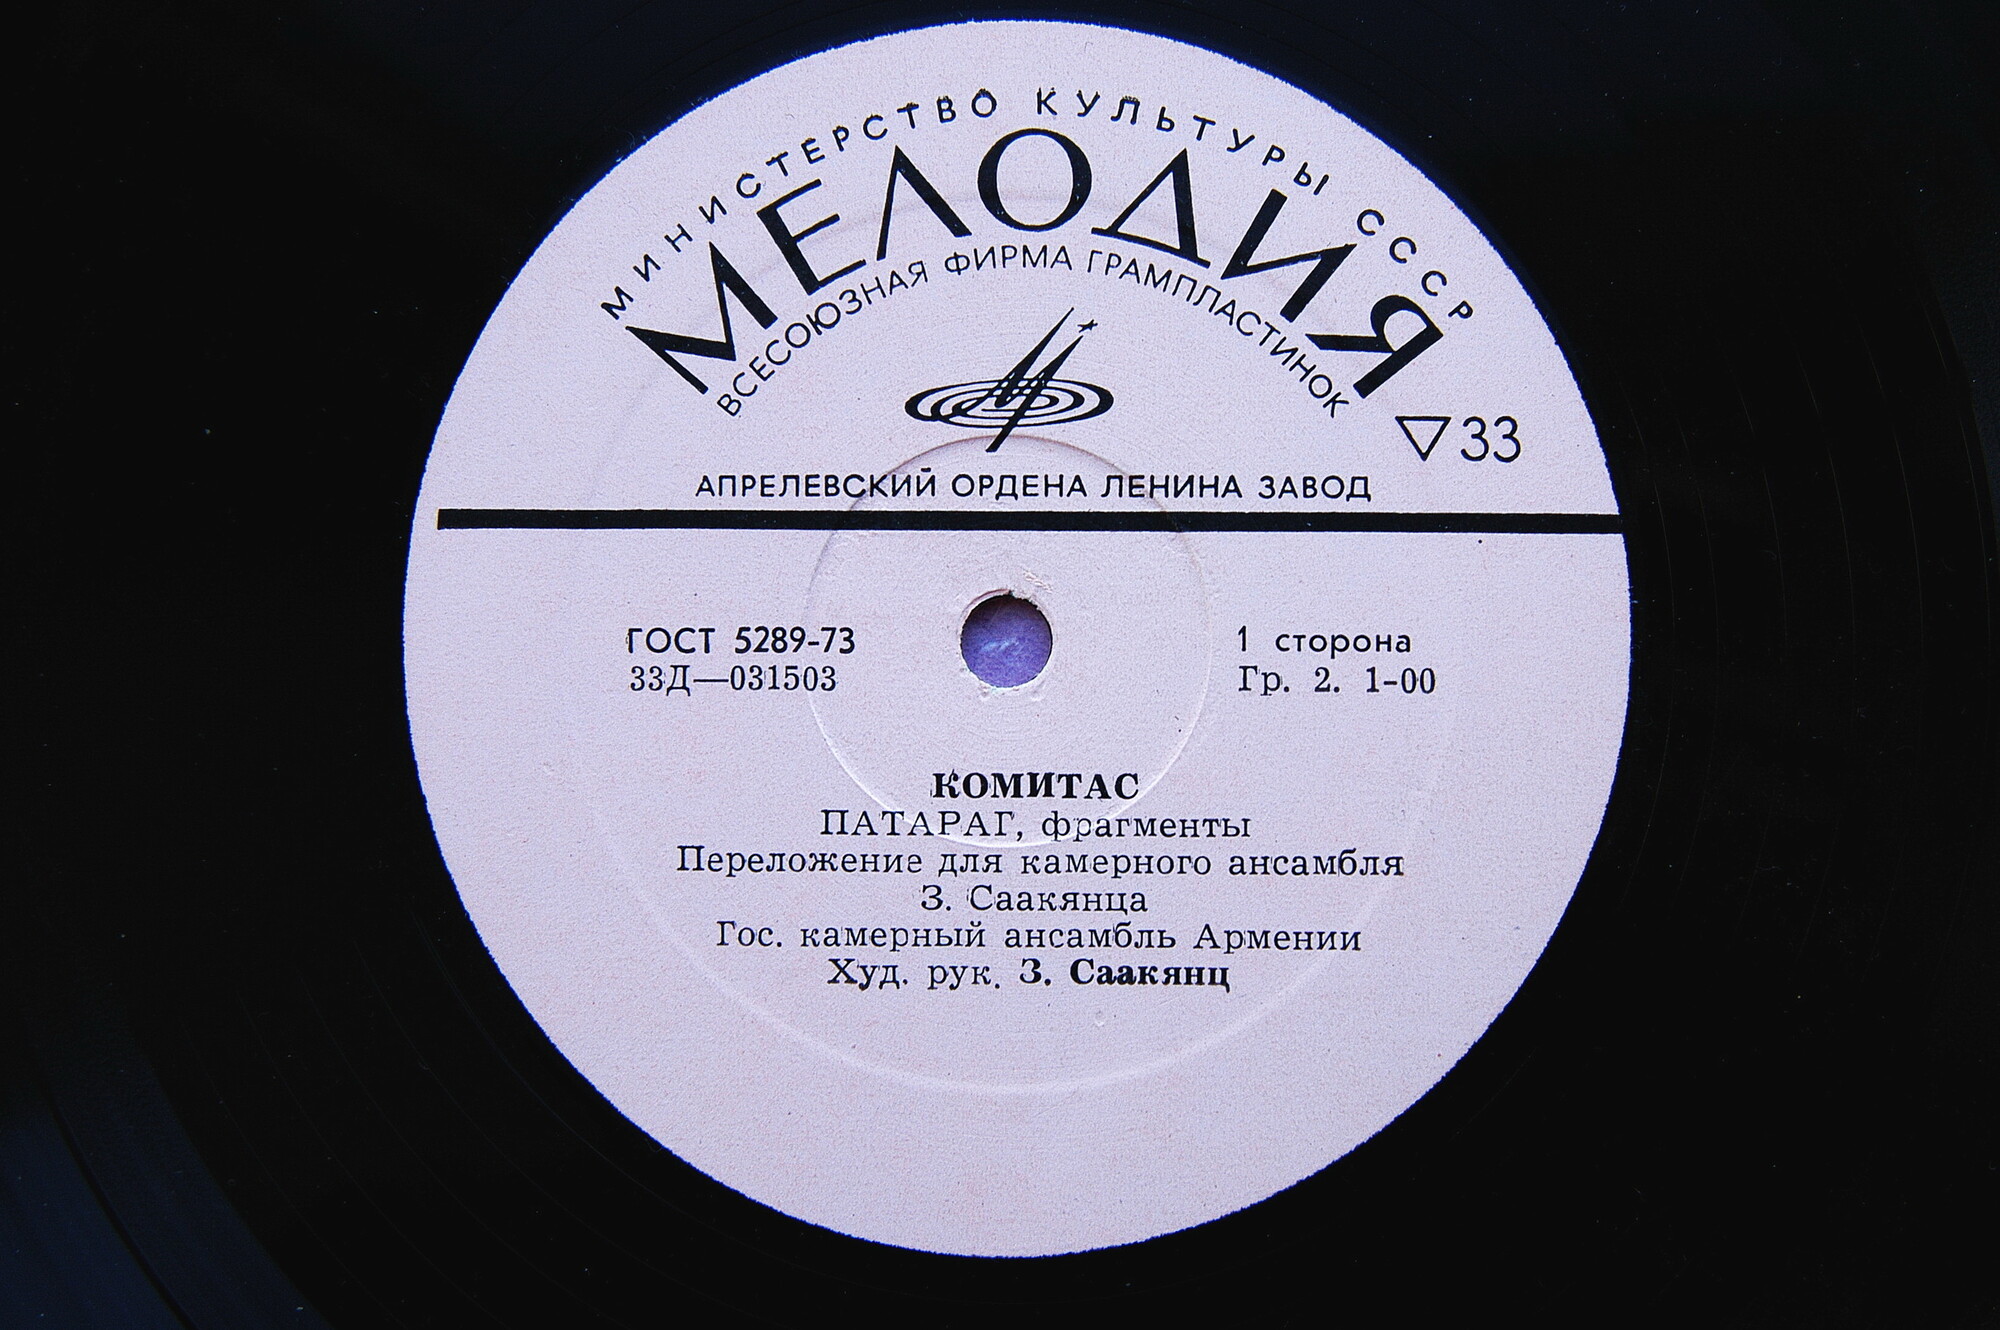 МИНИСТЕРСТВО КУЛЬТУРЫ СССР
МЕЛОДИЯ
ВСЕСОЮЗНАЯ ФИРМА ГРАМПЛАСТИНОК
33
АПРЕЛЕВСКИЙ ОРДЕНА ЛЕНИНА ЗАВОД
ГОСТ 5289-73
33Д—031503
1 сторона
Гр. 2. 1-00
КОМИТАС
ПАТАРАГ, фрагменты
Переложение для камерного ансамбля
З. Саакянца
Гос. камерный ансамбль Армении
Худ. рук. З. Саакянц